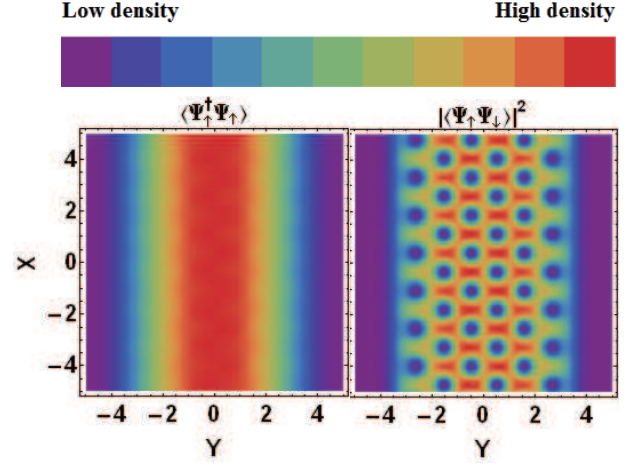 Low density High density
⟨Ψ↑†Ψ↑⟩ |⟨Ψ↑Ψ↓⟩|²
4
2
0
−2
−4
X
−4 −2 0 2 4 −4 −2 0 2 4
Y Y